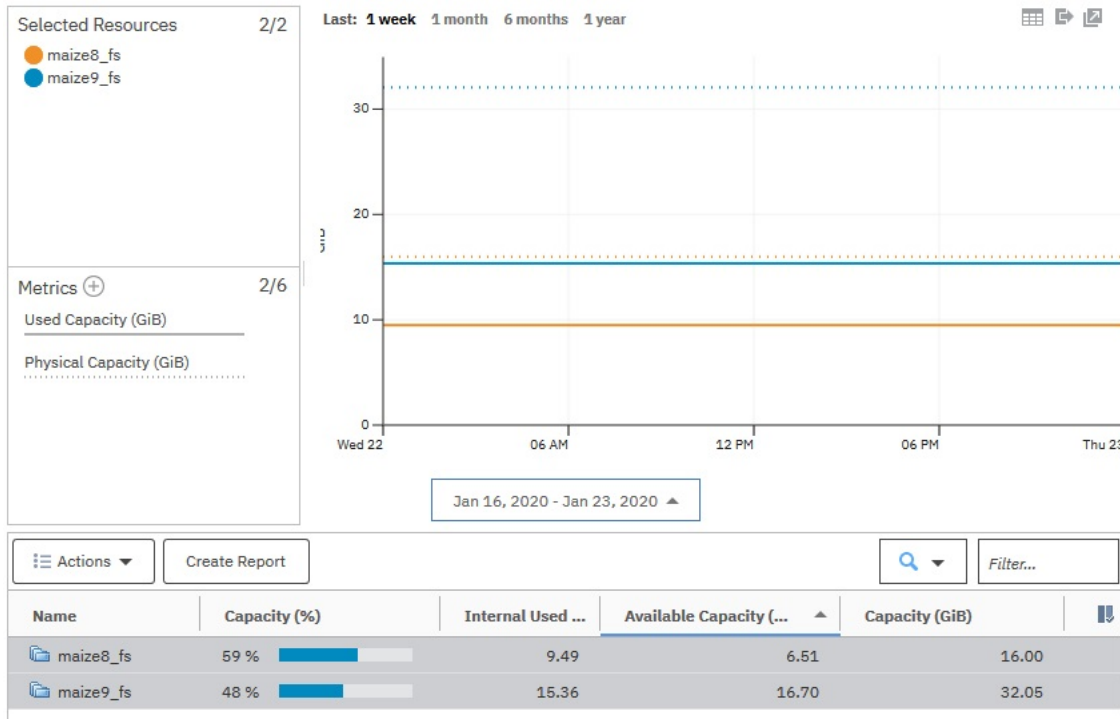 Selected Resources 2/2
maize8_fs
maize9_fs
Metrics 2/6
Used Capacity (GiB)
Physical Capacity (GiB)
Last: 1 week 1 month 6 months 1 year
30
20
10
0
Wed 22 06 AM 12 PM 06 PM Thu 23
Jan 16, 2020 - Jan 23, 2020
Actions Create Report Filter...
Name Capacity (%) Internal Used ... Available Capacity (... Capacity (GiB)
maize8_fs 59 % 9.49 6.51 16.00
maize9_fs 48 % 15.36 16.70 32.05